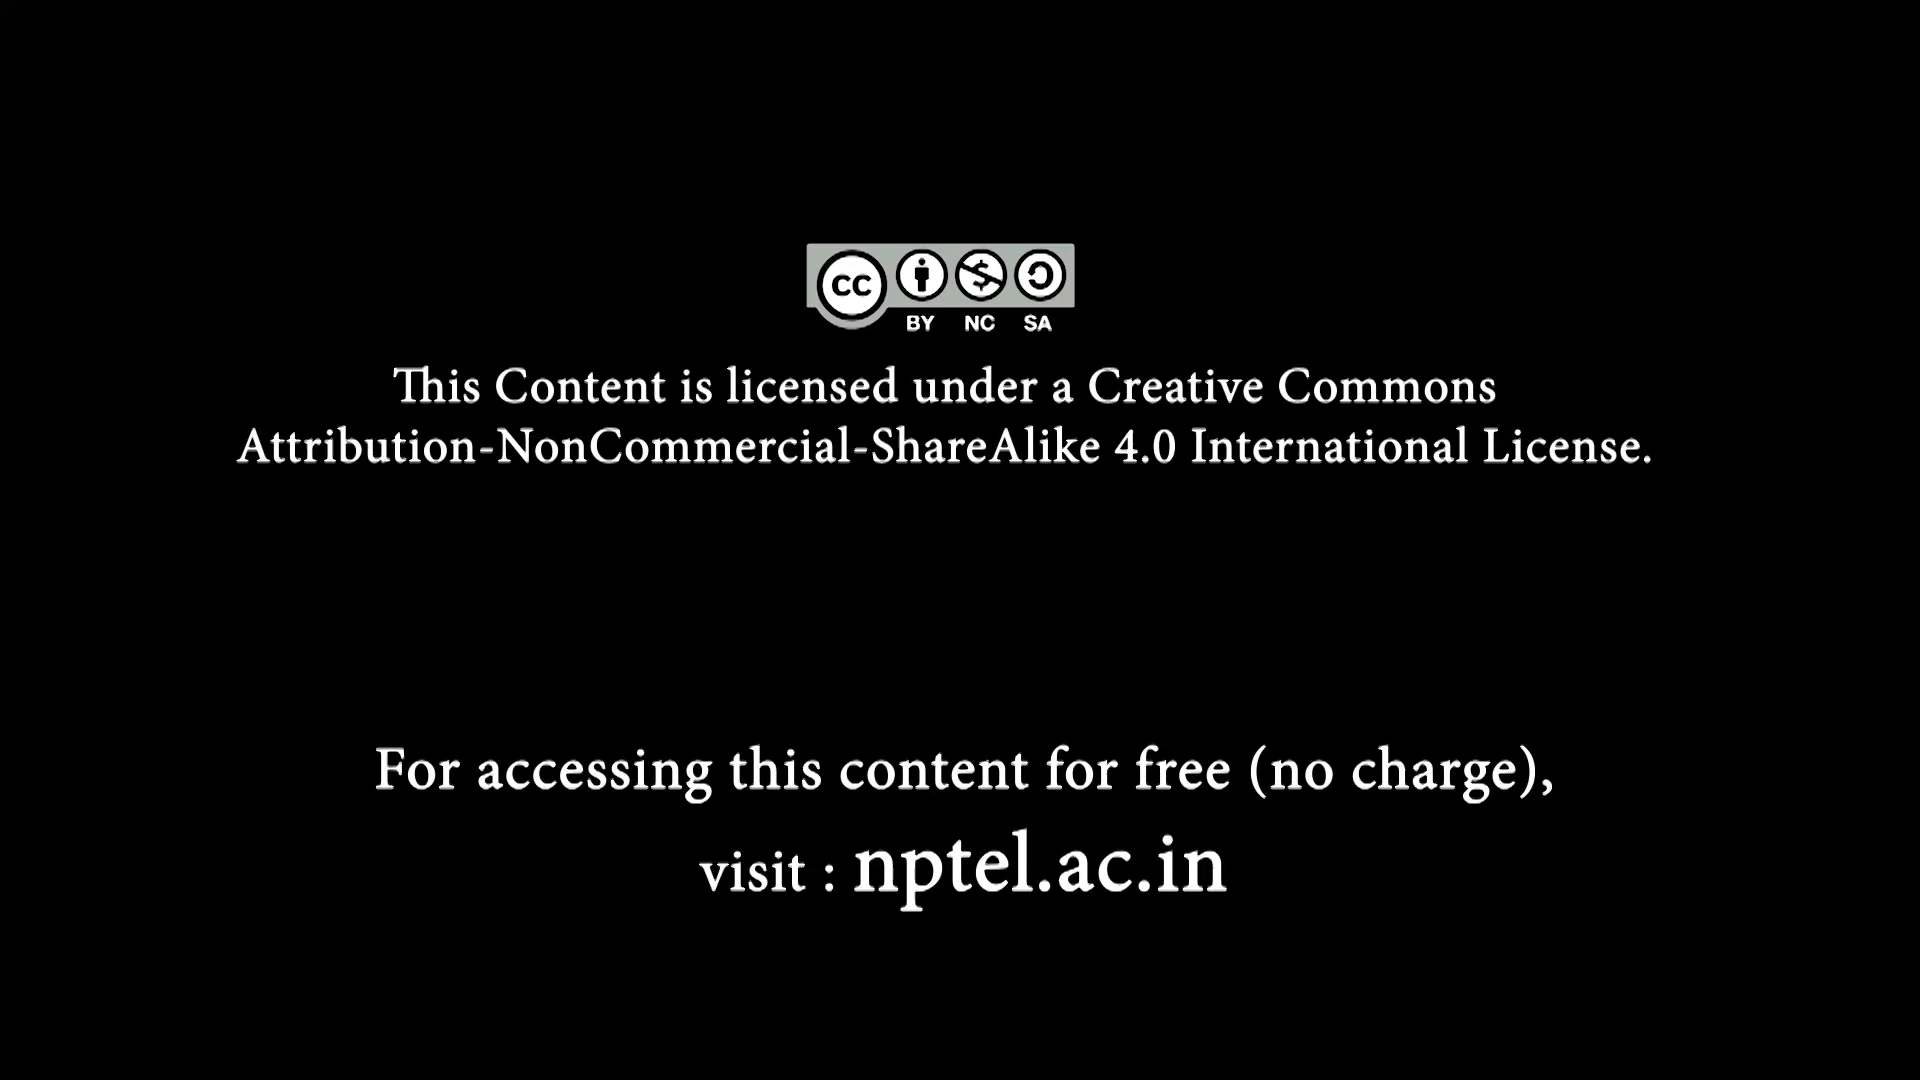 cc
BY NC SA
This Content is licensed under a Creative Commons
Attribution-NonCommercial-ShareAlike 4.0 International License.
For accessing this content for free (no charge),
visit : nptel.ac.in